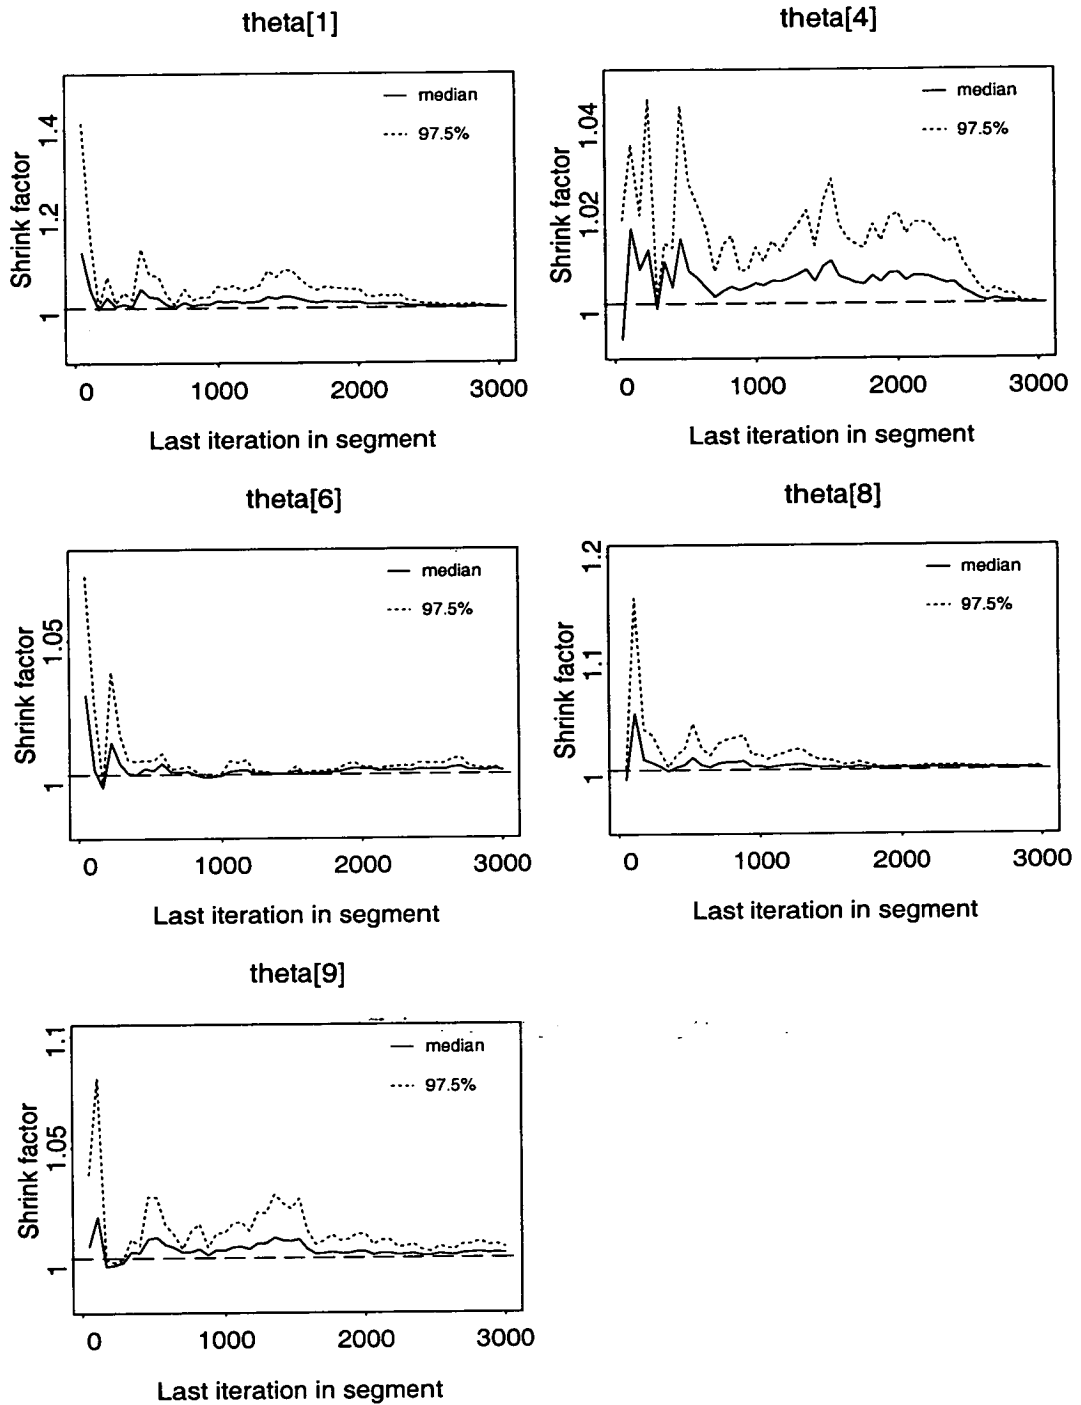 theta[1]
Shrink factor
1.4
1.2
1
median
97.5%
0 1000 2000 3000
Last iteration in segment
theta[4]
Shrink factor
1.04
1.02
1
median
97.5%
0 1000 2000 3000
Last iteration in segment
theta[6]
Shrink factor
1.05
1
median
97.5%
0 1000 2000 3000
Last iteration in segment
theta[8]
Shrink factor
1.2
1.1
1
median
97.5%
0 1000 2000 3000
Last iteration in segment
theta[9]
Shrink factor
1.1
1.05
1
median
97.5%
0 1000 2000 3000
Last iteration in segment